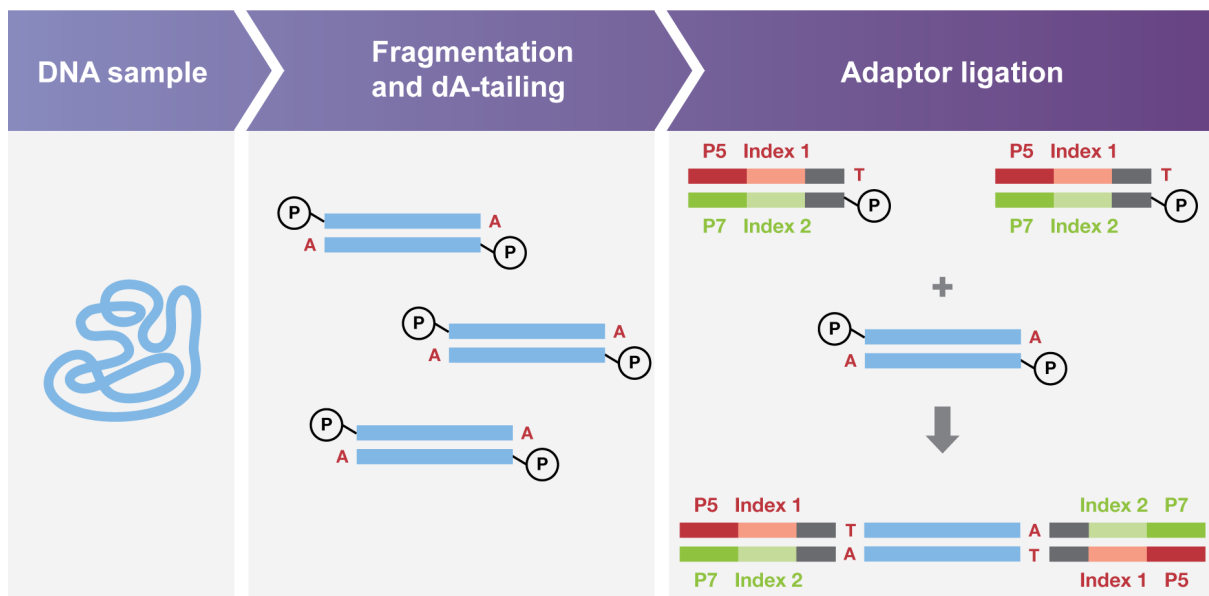 DNA sample
Fragmentation
and dA-tailing
Adaptor ligation
P A
A P
P A
A P
P A
A P
P5 Index 1 P5 Index 1
T T
P P
P7 Index 2 P7 Index 2
+
P A
A P
P5 Index 1 Index 2 P7
T A
A T
P7 Index 2 Index 1 P5